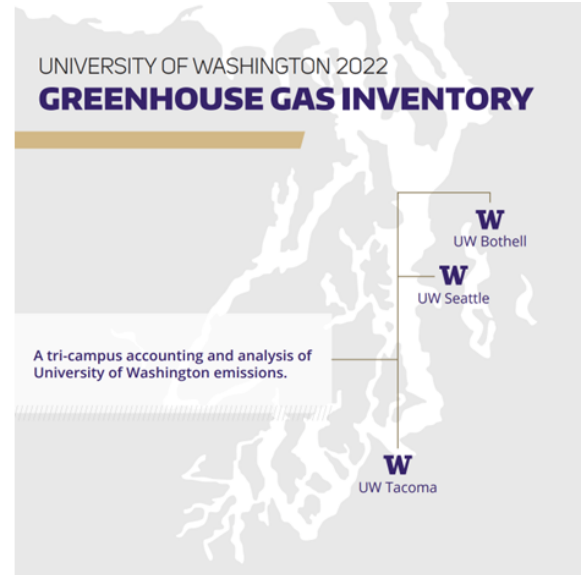 UNIVERSITY OF WASHINGTON 2022
GREENHOUSE GAS INVENTORY
W
UW Bothell
W
UW Seattle
A tri-campus accounting and analysis of
University of Washington emissions.
W
UW Tacoma